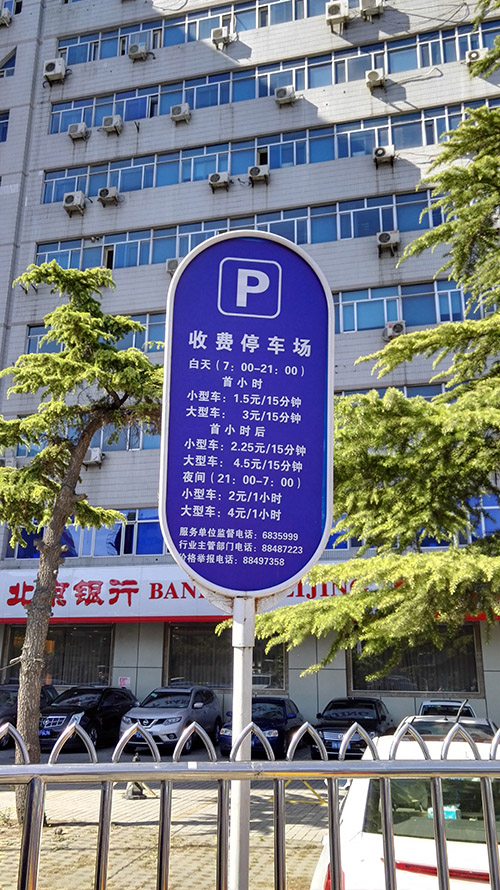 P
收费停车场
白天（7：00-21：00）
首小时
小型车：1.5元/15分钟
大型车：3元/15分钟
首小时后
小型车：2.25元/15分钟
大型车：4.5元/15分钟
夜间（21：00-7：00）
小型车：2元/1小时
大型车：4元/1小时
服务单位监督电话：6835999
行业主管部门电话：88487223
价格举报电话：88497358
北京银行 BAN IJING